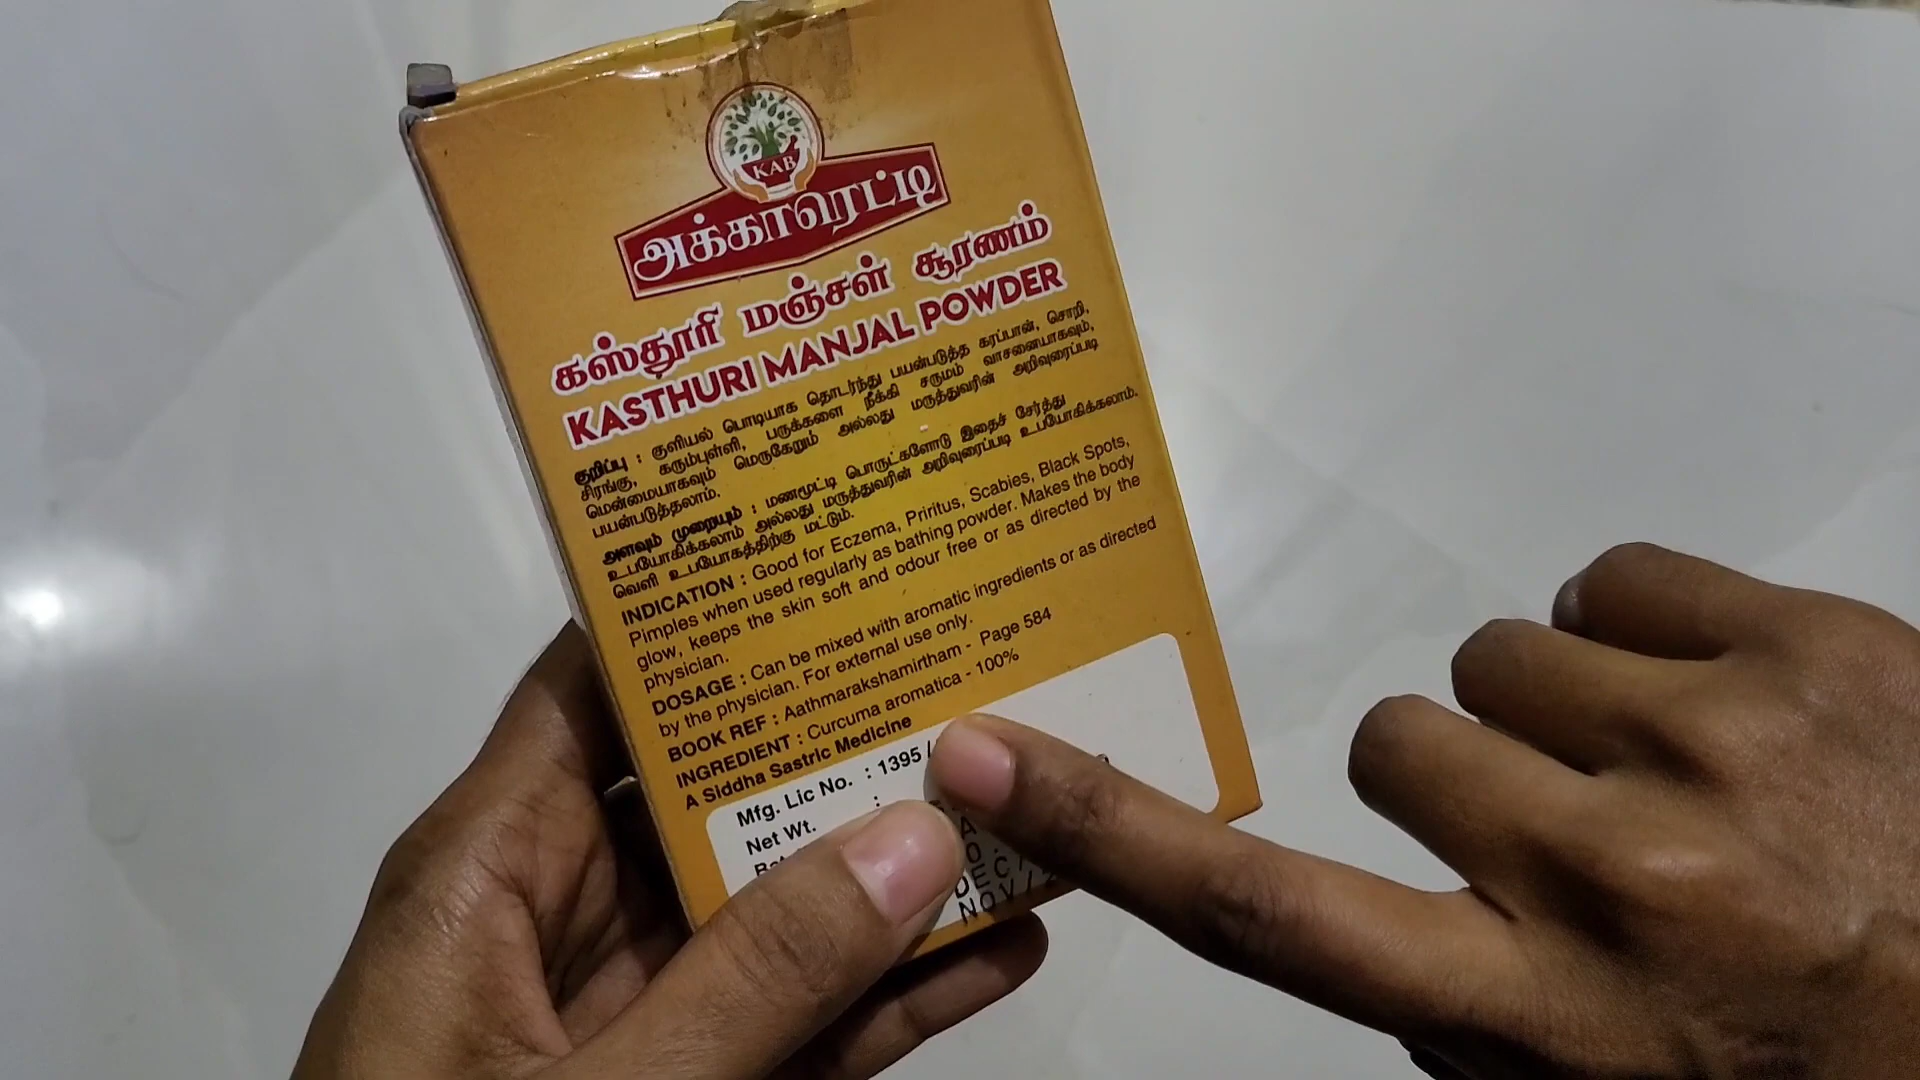 KAB
அக்காரெட்டி
கஸ்தூரி மஞ்சள் சூரணம்
KASTHURI MANJAL POWDER
குறிப்பு : குளியல் பொடியாக தொடர்ந்து பயன்படுத்த கரப்பான், சொறி,
சிரங்கு, கரும்புள்ளி, பருக்களை நீக்கி சருமம் வாசனையாகவும்,
மென்மையாகவும் மெருகேறும் அல்லது மருத்துவரின் அறிவுரைப்படி
பயன்படுத்தலாம்.
அளவும் முறையும் : மணமூட்டி பொருட்களோடு இதைச் சேர்த்து
உபயோகிக்கலாம் அல்லது மருத்துவரின் அறிவுரைப்படி உபயோகிக்கலாம்.
வெளி உபயோகத்திற்கு மட்டும்.
INDICATION : Good for Eczema, Priritus, Scabies, Black Spots,
Pimples when used regularly as bathing powder. Makes the body
glow, keeps the skin soft and odour free or as directed by the
physician.
DOSAGE : Can be mixed with aromatic ingredients or as directed
by the physician. For external use only.
BOOK REF : Aathmarakshamirtham - Page 584
INGREDIENT : Curcuma aromatica - 100%
A Siddha Sastric Medicine
Mfg. Lic No. : 1395 /
Net Wt. :
DEC/
NOV/2